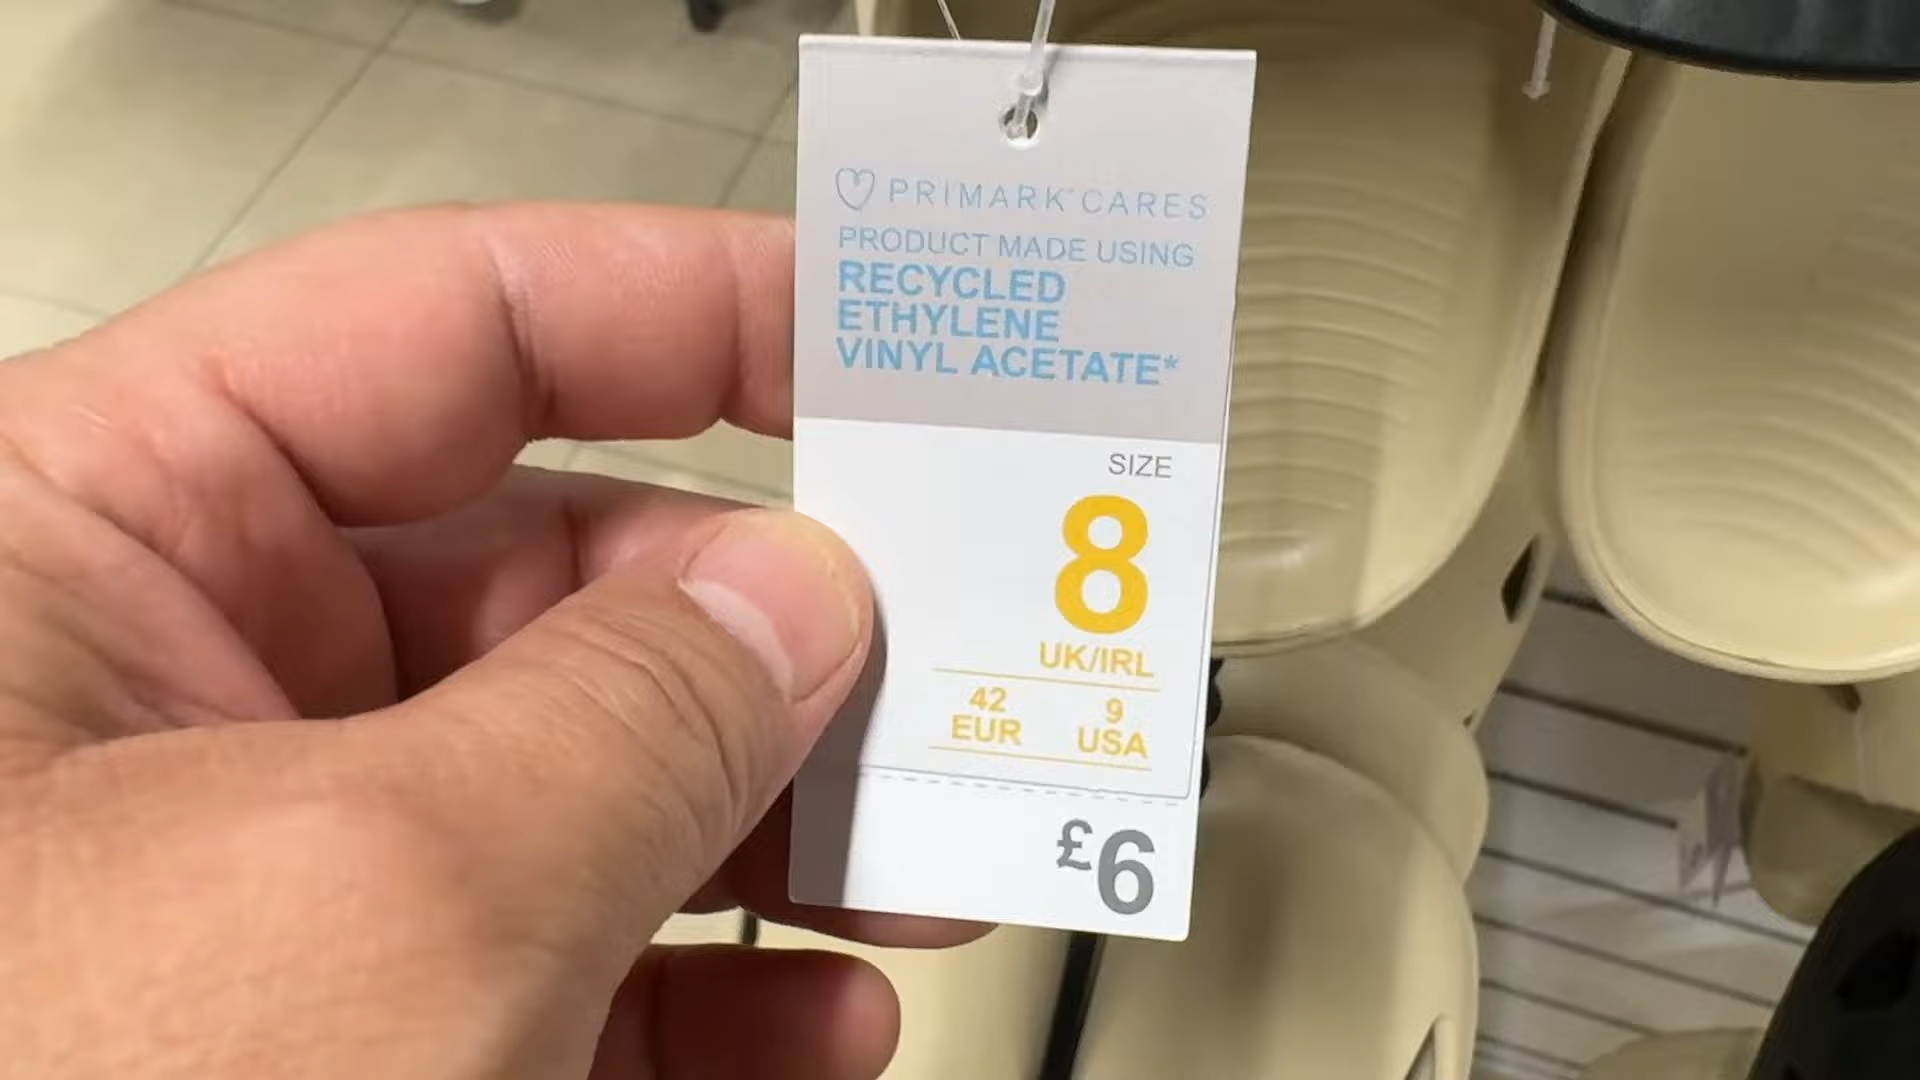 PRIMARK® CARES
PRODUCT MADE USING
RECYCLED
ETHYLENE
VINYL ACETATE*
SIZE
8
UK/IRL
42 9
EUR USA
£6